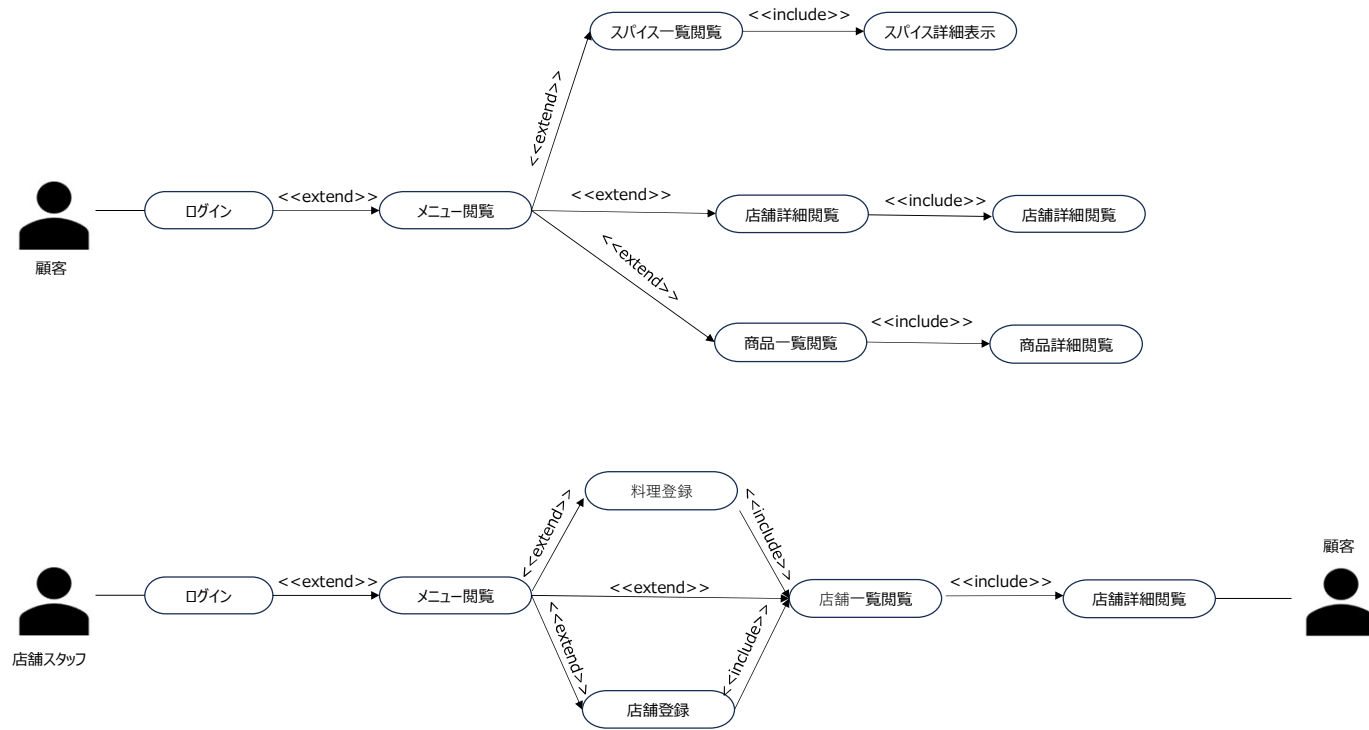 スパイス一覧閲覧
<<include>>
スパイス詳細表示
<<extend>>
顧客
ログイン
<<extend>>
メニュー閲覧
<<extend>>
店舗詳細閲覧
<<include>>
店舗詳細閲覧
<<extend>>
商品一覧閲覧
<<include>>
商品詳細閲覧
料理登録
<<extend>>
<<include>>
店舗スタッフ
ログイン
<<extend>>
メニュー閲覧
<<extend>>
店舗一覧閲覧
<<include>>
店舗詳細閲覧
顧客
<<extend>>
<<include>>
店舗登録